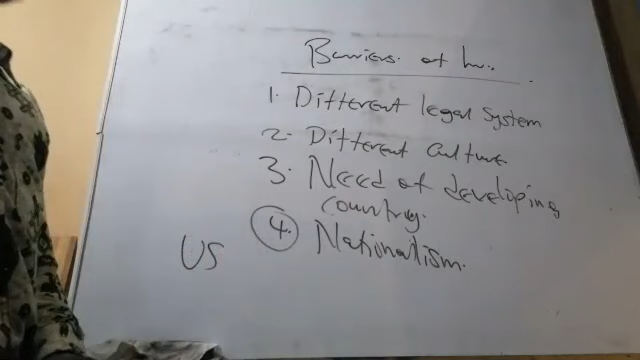 Barriers of
1. Different legal System
2. Different Culture
3. Need of developing
country.
4. Nationalism.
US